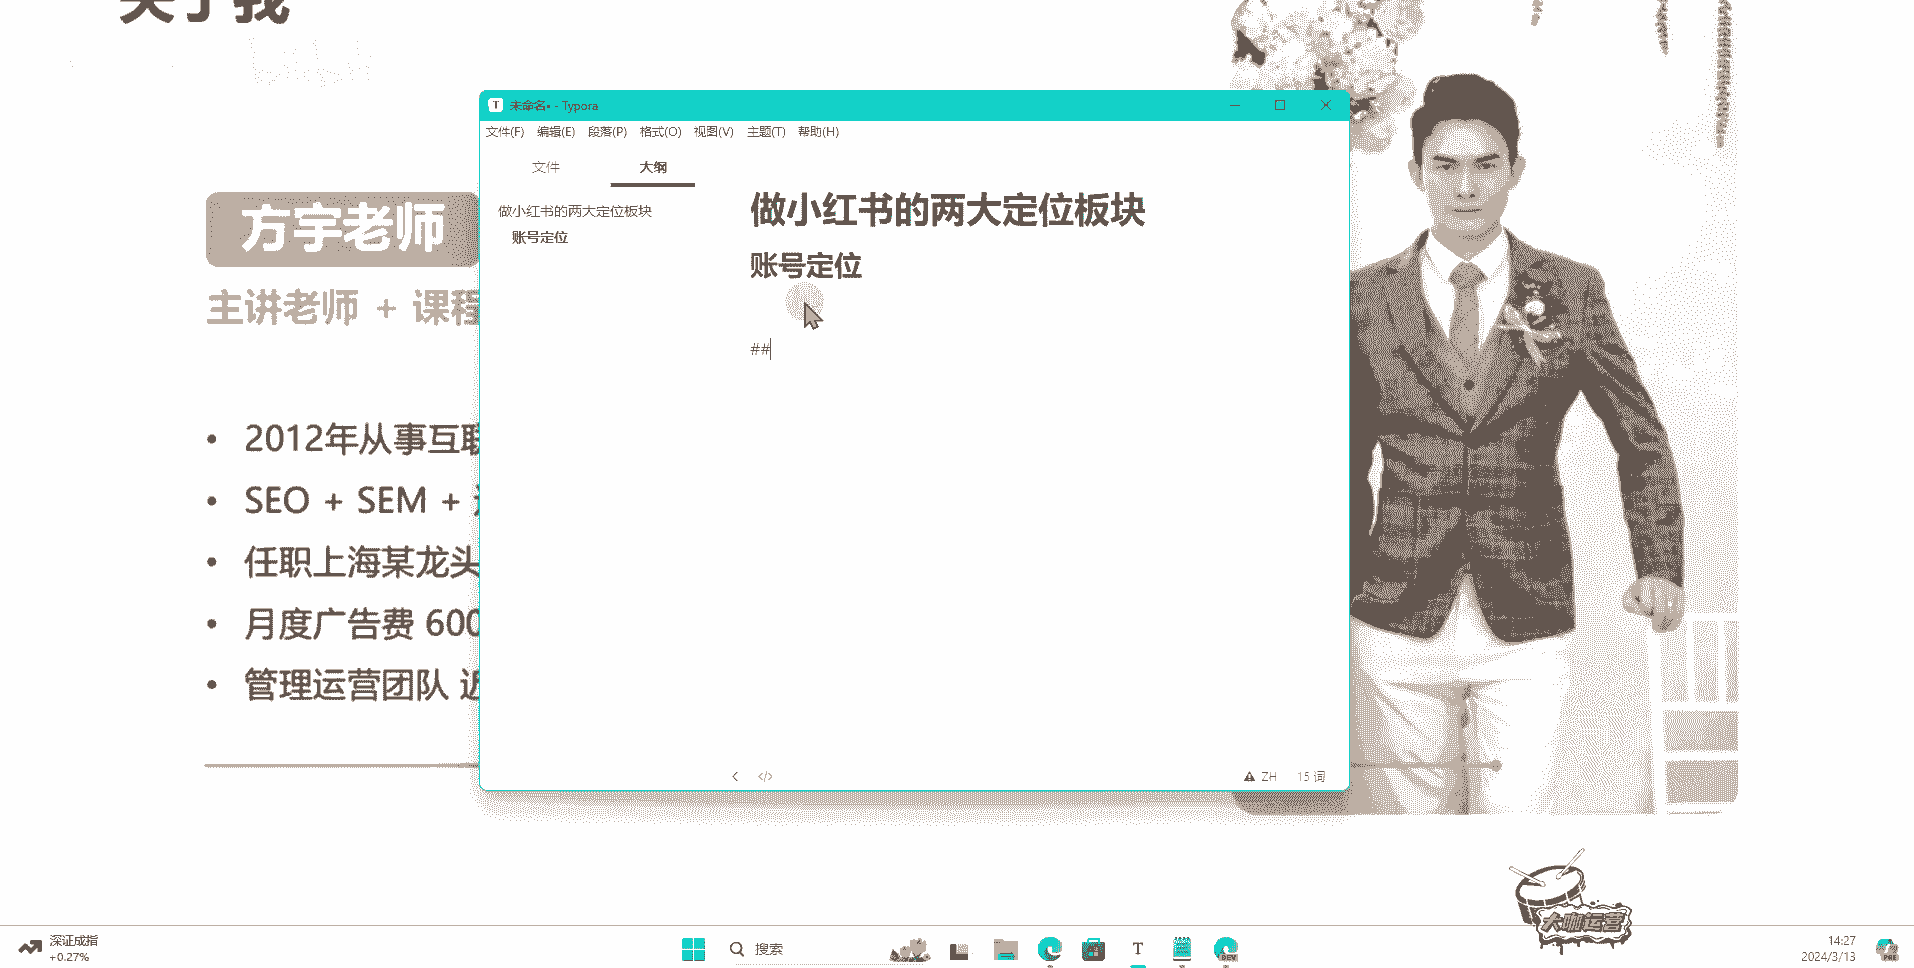 关于我
未命名• - Typora
文件(F) 编辑(E) 段落(P) 格式(O) 视图(V) 主题(T) 帮助(H)
文件 大纲
做小红书的两大定位板块
账号定位
做小红书的两大定位板块
账号定位
##
ZH 15 词
方宇老师
主讲老师 + 课程
• 2012年从事互联
• SEO + SEM +
• 任职上海某龙头
• 月度广告费 600
• 管理运营团队 近
大咖运营
深证成指
+0.27%
搜索
T
DEV
14:27
2024/3/13
PRE